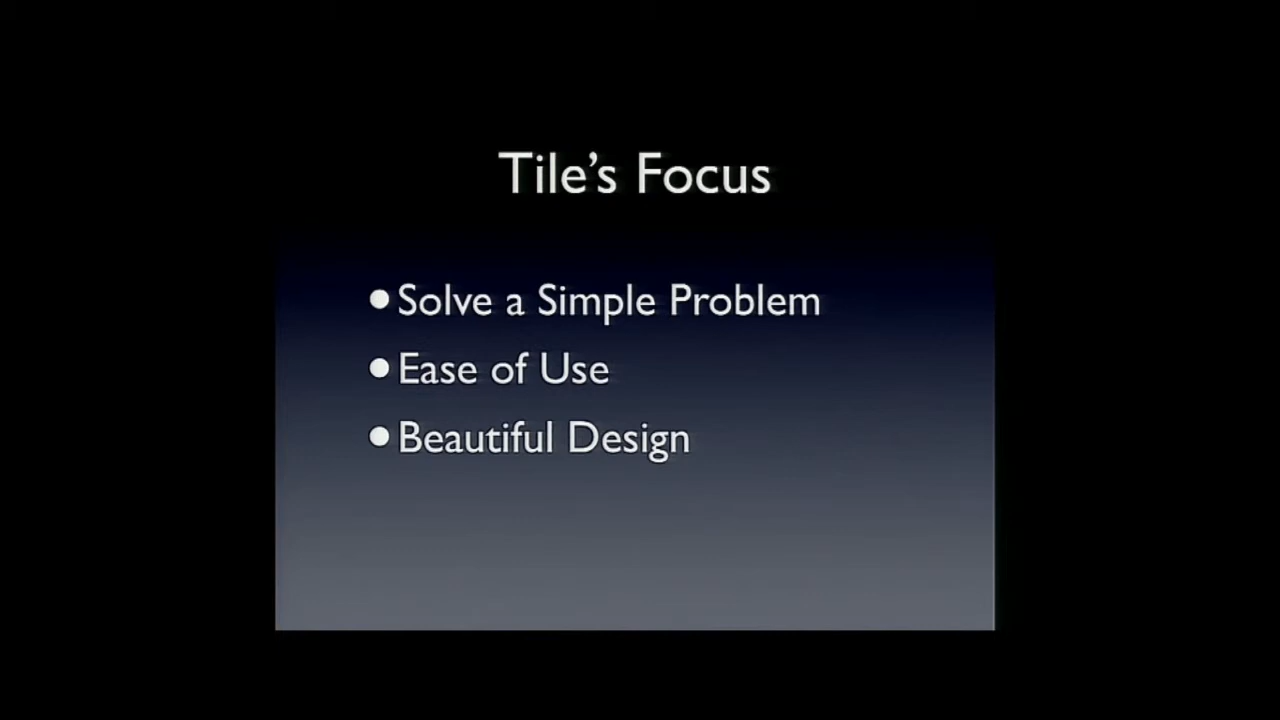 Tile’s Focus
• Solve a Simple Problem
• Ease of Use
• Beautiful Design